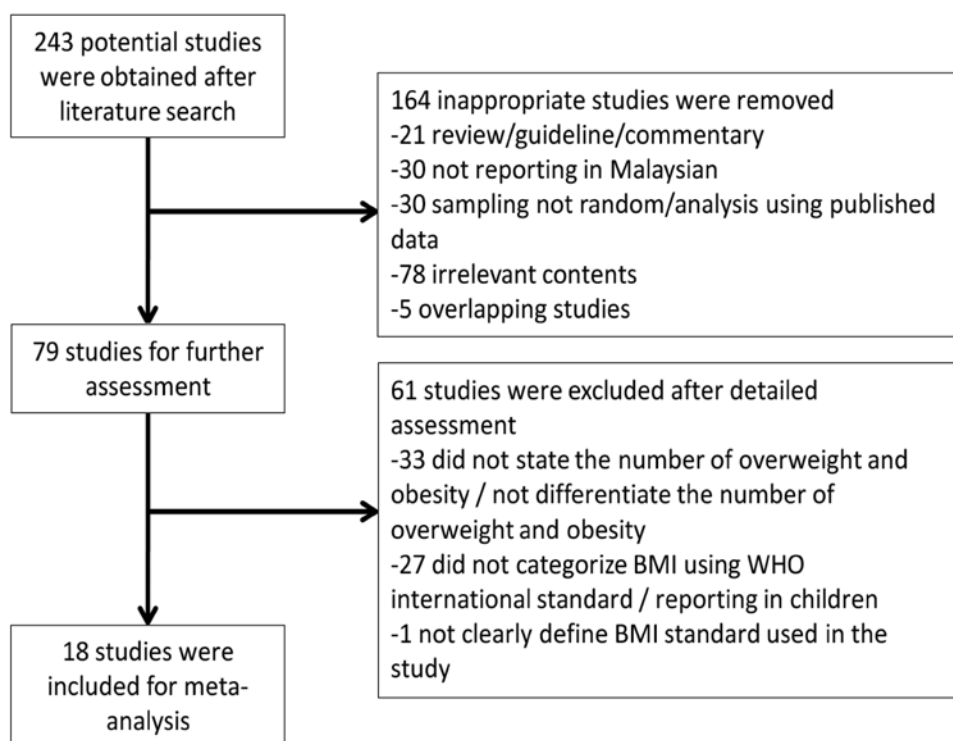 243 potential studies
were obtained after
literature search
164 inappropriate studies were removed
-21 review/guideline/commentary
-30 not reporting in Malaysian
-30 sampling not random/analysis using published
data
-78 irrelevant contents
-5 overlapping studies
79 studies for further
assessment
61 studies were excluded after detailed
assessment
-33 did not state the number of overweight and
obesity / not differentiate the number of
overweight and obesity
-27 did not categorize BMI using WHO
international standard / reporting in children
-1 not clearly define BMI standard used in the
study
18 studies were
included for meta-
analysis